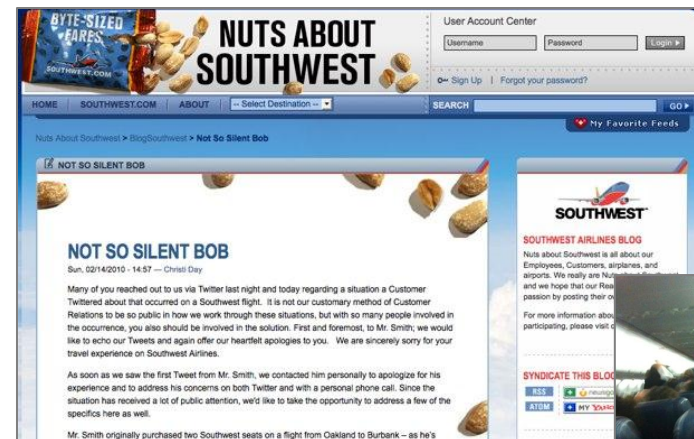 BYTE-SIZED
FARES
SOUTHWEST.COM
NUTS ABOUT
SOUTHWEST
User Account Center
Username Password Login
Sign Up | Forgot your password?
HOME SOUTHWEST.COM ABOUT -- Select Destination -- SEARCH GO
My Favorite Feeds
Nuts About Southwest > BlogSouthwest > Not So Silent Bob
NOT SO SILENT BOB
NOT SO SILENT BOB
Sun, 02/14/2010 - 14:57 — Christi Day
Many of you reached out to us via Twitter last night and today regarding a situation a Customer
Twittered about that occurred on a Southwest flight. It is not our customary method of Customer
Relations to be so public in how we work through these situations, but with so many people involved in
the occurrence, you also should be involved in the solution. First and foremost, to Mr. Smith; we would
like to echo our Tweets and again offer our heartfelt apologies to you. We are sincerely sorry for your
travel experience on Southwest Airlines.
As soon as we saw the first Tweet from Mr. Smith, we contacted him personally to apologize for his
experience and to address his concerns on both Twitter and with a personal phone call. Since the
situation has received a lot of public attention, we'd like to take the opportunity to address a few of the
specifics here as well.
Mr. Smith originally purchased two Southwest seats on a flight from Oakland to Burbank – as he's
SOUTHWEST
SOUTHWEST AIRLINES BLOG
Nuts about Southwest is all about our
Employees, Customers, airplanes, and
airports. We really are Nuts
and we hope that our
passion by posting their
For more information
participating, please visit
SYNDICATE THIS BLOG
RSS
ATOM MY